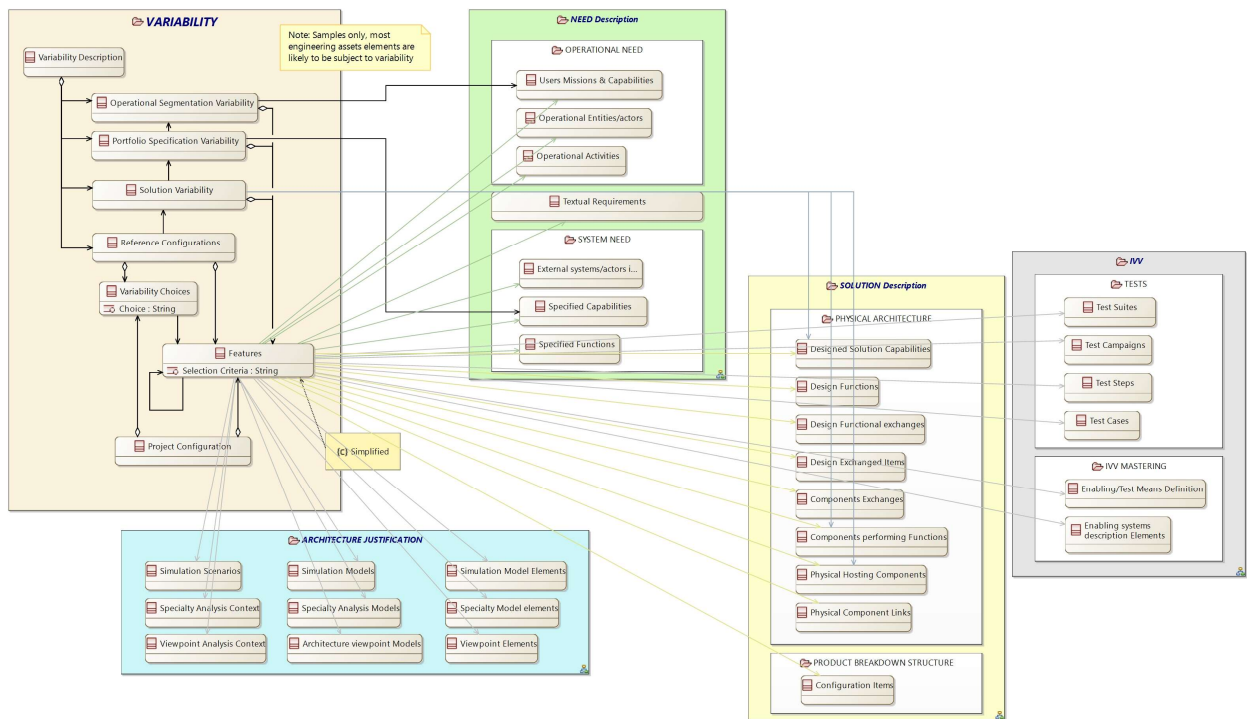 VARIABILITY
Note: Samples only, most
engineering assets elements are
likely to be subject to variability
Variability Description
Operational Segmentation Variability
Portfolio Specification Variability
Solution Variability
Reference Configurations
Variability Choices
Choice : String
Features
Selection Criteria : String
Project Configuration
(C) Simplified
NEED Description
OPERATIONAL NEED
Users Missions & Capabilities
Operational Entities/actors
Operational Activities
Textual Requirements
SYSTEM NEED
External systems/actors i...
Specified Capabilities
Specified Functions
SOLUTION Description
PHYSICAL ARCHITECTURE
Designed Solution Capabilities
Design Functions
Design Functional exchanges
Design Exchanged Items
Components Exchanges
Components performing Functions
Physical Hosting Components
Physical Component Links
PRODUCT BREAKDOWN STRUCTURE
Configuration Items
IVV
TESTS
Test Suites
Test Campaigns
Test Steps
Test Cases
IVV MASTERING
Enabling/Test Means Definition
Enabling systems
description Elements
ARCHITECTURE JUSTIFICATION
Simulation Scenarios
Simulation Models
Simulation Model Elements
Specialty Analysis Context
Specialty Analysis Models
Specialty Model elements
Viewpoint Analysis Context
Architecture viewpoint Models
Viewpoint Elements